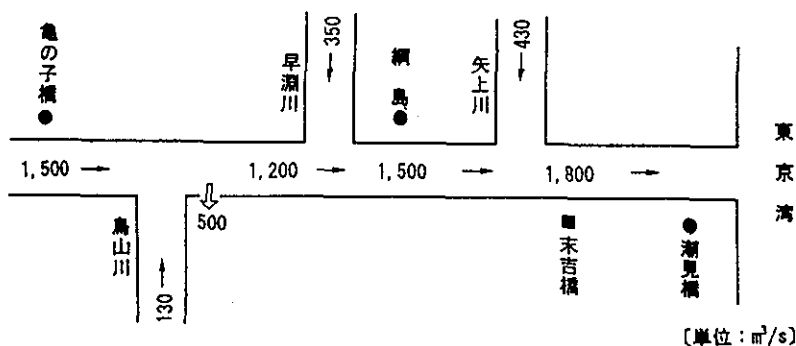 亀の子橋
早淵川
350
綱島
矢上川
430
東京湾
1,500
1,200
1,500
1,800
500
鳥山川
130
末吉橋
潮見橋
〔単位:m³/s〕